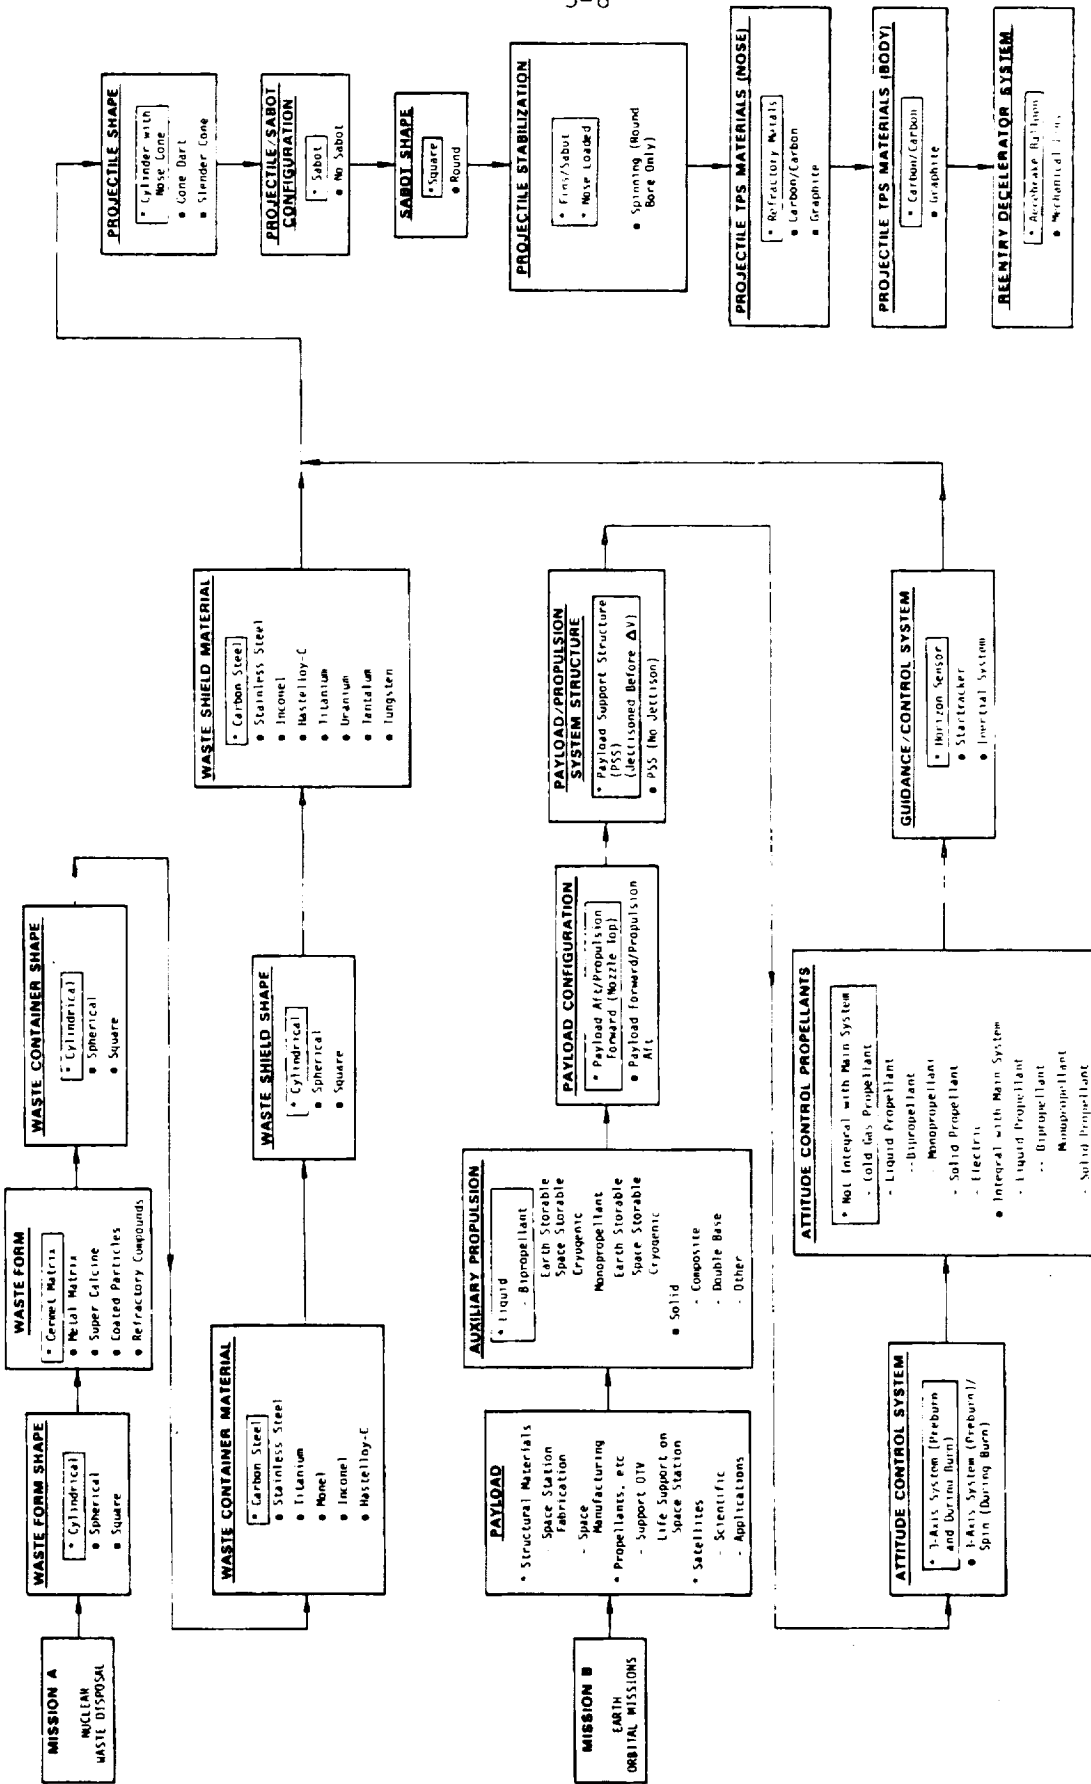 5-8
MISSION A
NUCLEAR
WASTE DISPOSAL
WASTE FORM SHAPE
* Cylindrical
● Spherical
● Square
WASTE FORM
* Cermet Matrix
● Metal Matrix
● Super Calcine
● Coated Particles
● Refractory Compounds
WASTE CONTAINER SHAPE
* Cylindrical
● Spherical
● Square
WASTE CONTAINER MATERIAL
* Carbon Steel
● Stainless Steel
● Titanium
● Monel
● Inconel
● Hastelloy-C
WASTE SHIELD SHAPE
* Cylindrical
● Spherical
● Square
WASTE SHIELD MATERIAL
* Carbon Steel
● Stainless Steel
● Inconel
● Hastelloy-C
● Titanium
● Uranium
● Tantalum
● Tungsten
MISSION B
EARTH
ORBITAL MISSIONS
PAYLOAD
* Structural Materials
- Space Station
Fabrication
- Space
Manufacturing
* Propellants, etc
- Support OTV
Life Support on
Space Station
* Satellites
- Scientific
- Applications
AUXILIARY PROPULSION
* Liquid
- Bipropellant
Earth Storable
Space Storable
Cryogenic
Monopropellant
Earth Storable
Space Storable
Cryogenic
● Solid
- Composite
- Double Base
- Other
PAYLOAD CONFIGURATION
* Payload Aft/Propulsion
Forward (Nozzle Top)
● Payload Forward/Propulsion
Aft
PAYLOAD/PROPULSION
SYSTEM STRUCTURE
* Payload Support Structure
(PSS)
(Jettisoned Before ΔV)
● PSS (No Jettison)
ATTITUDE CONTROL SYSTEM
* 3-Axis System (Preburn
and During Burn)
● 3-Axis System (Preburn)/
Spin (During Burn)
ATTITUDE CONTROL PROPELLANTS
* Not Integral with Main System
- Cold Gas Propellant
- Liquid Propellant
-- Bipropellant
- Monopropellant
- Solid Propellant
- Electric
● Integral with Main System
- Liquid Propellant
-- Bipropellant
Monopropellant
- Solid Propellant
GUIDANCE/CONTROL SYSTEM
* Horizon Sensor
● Startracker
● Inertial System
PROJECTILE SHAPE
* Cylinder with
Nose Cone
● Cone Dart
● Slender Cone
PROJECTILE/SABOT
CONFIGURATION
* Sabot
● No Sabot
SABOT SHAPE
*Square
● Round
PROJECTILE STABILIZATION
* Fins/Sabot
* Nose Loaded
● Spinning (Round
Bore Only)
PROJECTILE TPS MATERIALS (NOSE)
* Refractory Metals
● Carbon/Carbon
● Graphite
PROJECTILE TPS MATERIALS (BODY)
* Carbon/Carbon
● Graphite
REENTRY DECELERATOR SYSTEM
* Aerobrake Balloon
● Mechanical